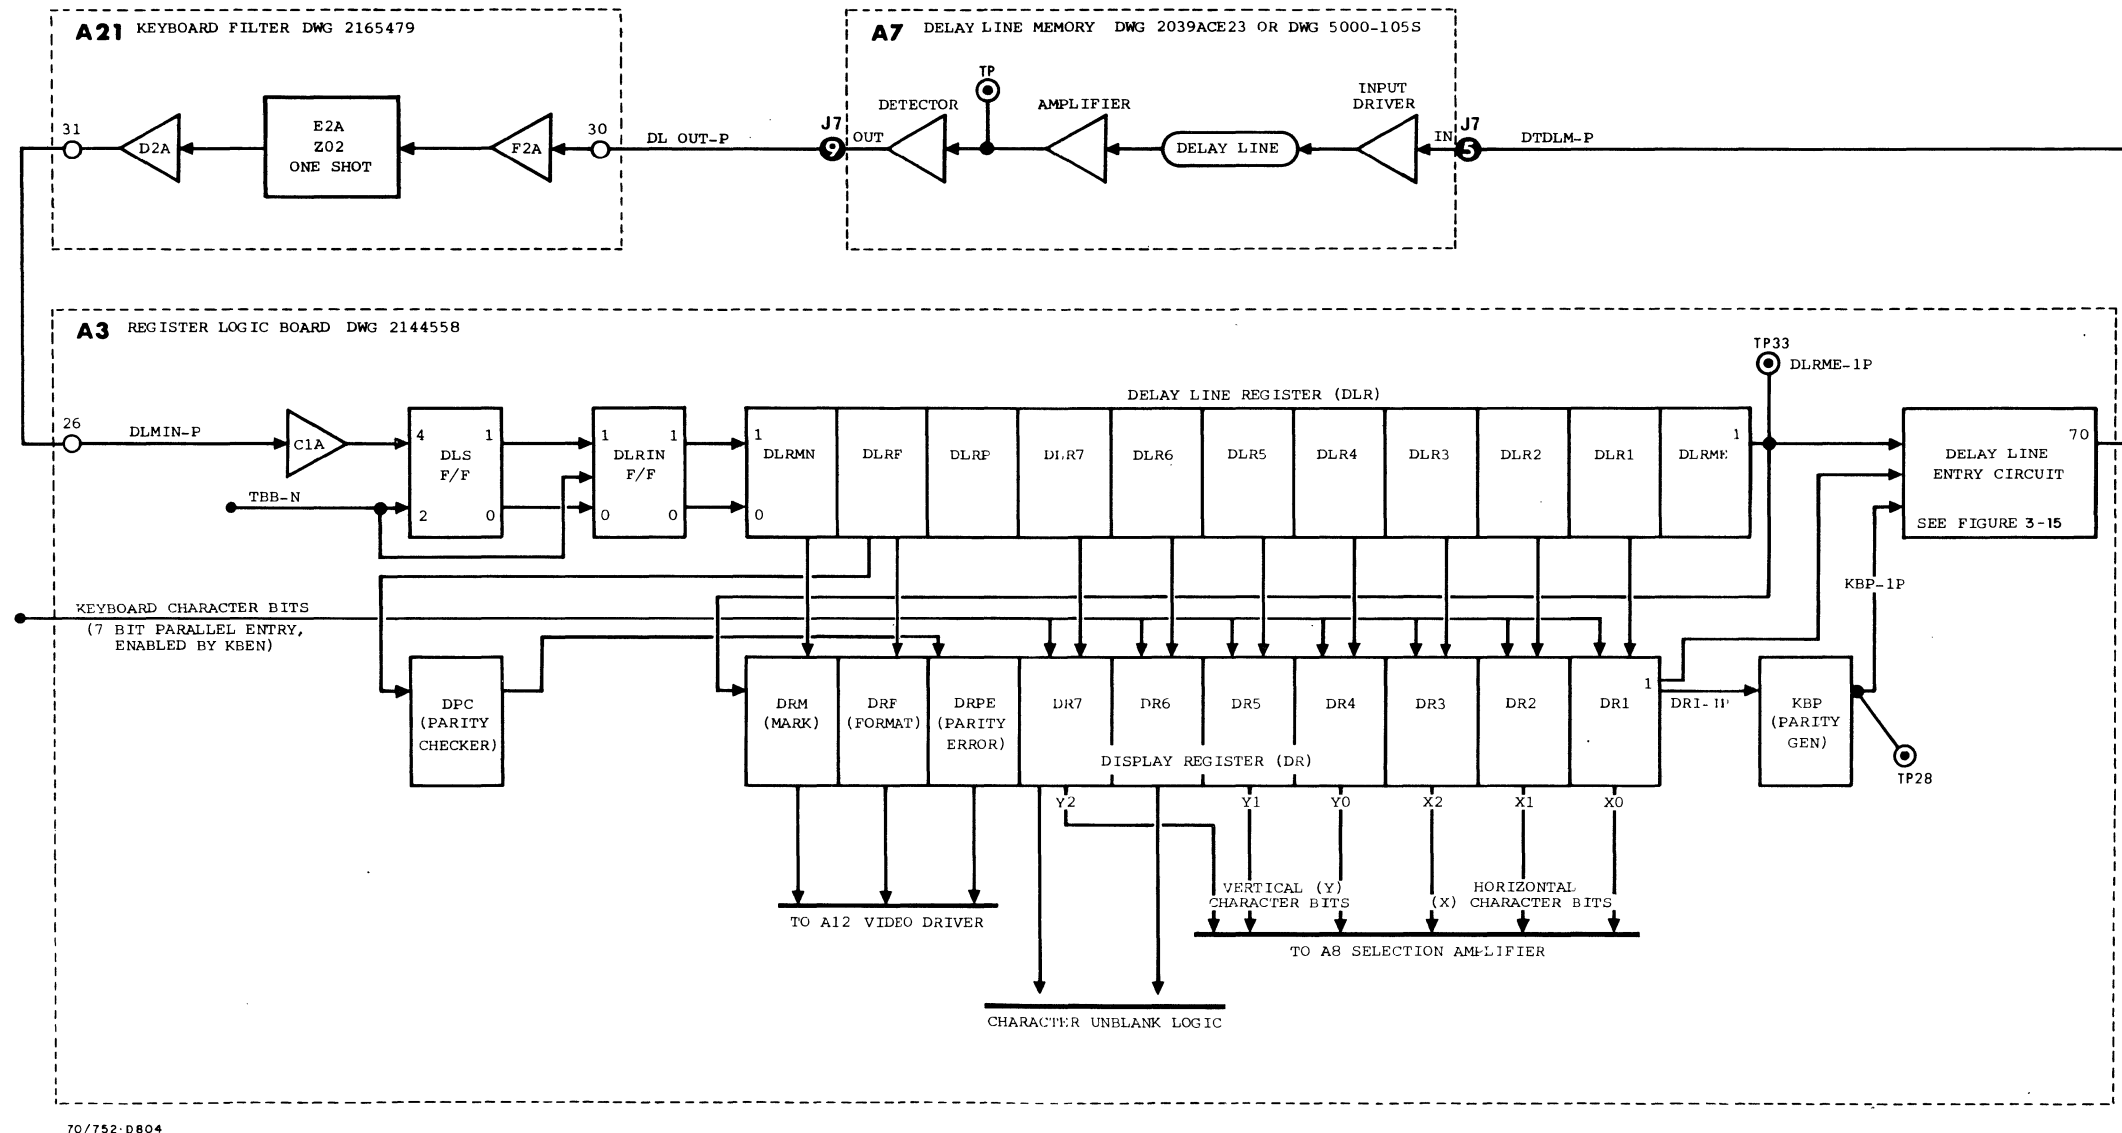 A21 KEYBOARD FILTER DWG 2165479
A7 DELAY LINE MEMORY DWG 2039ACE23 OR DWG 5000-105S
TP
INPUT
DRIVER
DETECTOR
AMPLIFIER
31
D2A
E2A
Z02
ONE SHOT
F2A
30
DL OUT-P
J7
9
OUT
DELAY LINE
IN
J7
5
DTDLM-P
A3 REGISTER LOGIC BOARD DWG 2144558
TP33
DLRME-1P
DELAY LINE REGISTER (DLR)
26
DLMIN-P
C1A
4 1
DLS
F/F
2 0
TBB-N
1 1
DLRIN
F/F
0 0
1
DLRMN
0
DLRF
DLRP
DLR7
DLR6
DLR5
DLR4
DLR3
DLR2
DLR1
1
DLRME
70
DELAY LINE
ENTRY CIRCUIT
SEE FIGURE 3-15
KBP-1P
KEYBOARD CHARACTER BITS
(7 BIT PARALLEL ENTRY,
ENABLED BY KBEN)
DPC
(PARITY
CHECKER)
DRM
(MARK)
DRF
(FORMAT)
DRPE
(PARITY
ERROR)
DR7
DR6
DR5
DR4
DR3
DR2
DR1
1
DISPLAY REGISTER (DR)
DRI-1P
KBP
(PARITY
GEN)
TP28
Y2
Y1
Y0
X2
X1
X0
VERTICAL (Y)
CHARACTER BITS
HORIZONTAL
(X) CHARACTER BITS
TO A12 VIDEO DRIVER
TO A8 SELECTION AMPLIFIER
CHARACTER UNBLANK LOGIC
70/752·D804